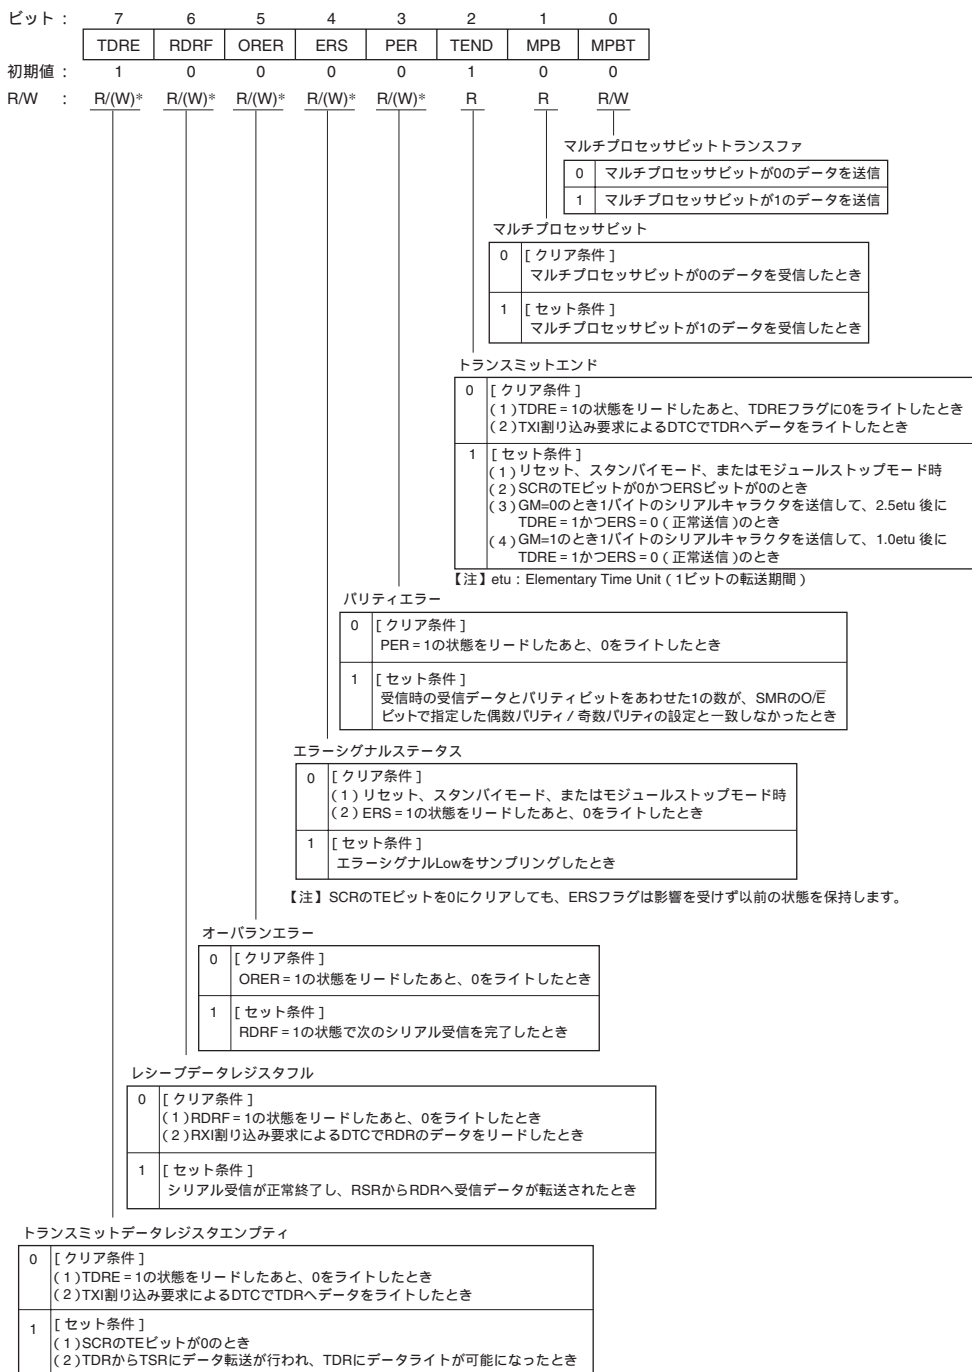 ビット : 7 6 5 4 3 2 1 0
TDRE RDRF ORER ERS PER TEND MPB MPBT
初期値 : 1 0 0 0 0 1 0 0
R/W : R/(W)* R/(W)* R/(W)* R/(W)* R/(W)* R R R/W
マルチプロセッサビットトランスファ
0 マルチプロセッサビットが0のデータを送信
1 マルチプロセッサビットが1のデータを送信
マルチプロセッサビット
0 [ クリア条件 ]
マルチプロセッサビットが0のデータを受信したとき
1 [ セット条件 ]
マルチプロセッサビットが1のデータを受信したとき
トランスミットエンド
0 [ クリア条件 ]
(1)TDRE = 1の状態をリードしたあと、TDREフラグに0をライトしたとき
(2)TXI割り込み要求によるDTCでTDRへデータをライトしたとき
1 [ セット条件 ]
(1)リセット、スタンバイモード、またはモジュールストップモード時
(2)SCRのTEビットが0かつERSビットが0のとき
(3)GM=0のとき1バイトのシリアルキャラクタを送信して、2.5etu 後に
TDRE = 1かつERS = 0 ( 正常送信 )のとき
(4)GM=1のとき1バイトのシリアルキャラクタを送信して、1.0etu 後に
TDRE = 1かつERS = 0 ( 正常送信 )のとき
【注】etu : Elementary Time Unit ( 1ビットの転送期間 )
パリティエラー
0 [ クリア条件 ]
PER = 1の状態をリードしたあと、0をライトしたとき
1 [ セット条件 ]
受信時の受信データとパリティビットをあわせた1の数が、SMRのO/E̅
ビットで指定した偶数パリティ / 奇数パリティの設定と一致しなかったとき
エラーシグナルステータス
0 [ クリア条件 ]
(1)リセット、スタンバイモード、またはモジュールストップモード時
(2)ERS = 1の状態をリードしたあと、0をライトしたとき
1 [ セット条件 ]
エラーシグナルLowをサンプリングしたとき
【注】SCRのTEビットを0にクリアしても、ERSフラグは影響を受けず以前の状態を保持します。
オーバランエラー
0 [ クリア条件 ]
ORER = 1の状態をリードしたあと、0をライトしたとき
1 [ セット条件 ]
RDRF = 1の状態で次のシリアル受信を完了したとき
レシーブデータレジスタフル
0 [ クリア条件 ]
(1)RDRF = 1の状態をリードしたあと、0をライトしたとき
(2)RXI割り込み要求によるDTCでRDRのデータをリードしたとき
1 [ セット条件 ]
シリアル受信が正常終了し、RSRからRDRへ受信データが転送されたとき
トランスミットデータレジスタエンプティ
0 [ クリア条件 ]
(1)TDRE = 1の状態をリードしたあと、0をライトしたとき
(2)TXI割り込み要求によるDTCでTDRへデータをライトしたとき
1 [ セット条件 ]
(1)SCRのTEビットが0のとき
(2)TDRからTSRにデータ転送が行われ、TDRにデータライトが可能になったとき